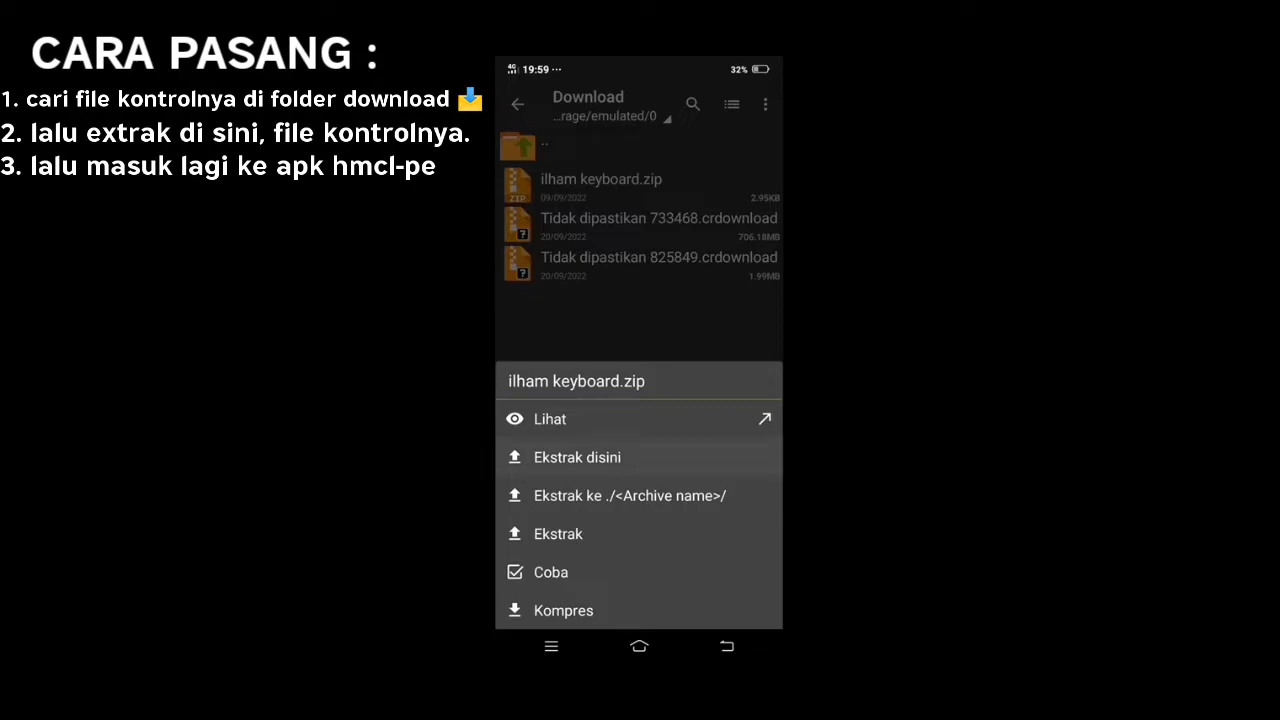 CARA PASANG :
1. cari file kontrolnya di folder download
2. lalu extrak di sini, file kontrolnya.
3. lalu masuk lagi ke apk hmcl-pe
4G 19:59 ··· 32%
Download
...rage/emulated/0
..
ilham keyboard.zip
ZIP
09/09/2022 2.95KB
Tidak dipastikan 733468.crdownload
?
20/09/2022 706.18MB
Tidak dipastikan 825849.crdownload
?
20/09/2022 1.99MB
ilham keyboard.zip
Lihat
Ekstrak disini
Ekstrak ke ./<Archive name>/
Ekstrak
Coba
Kompres